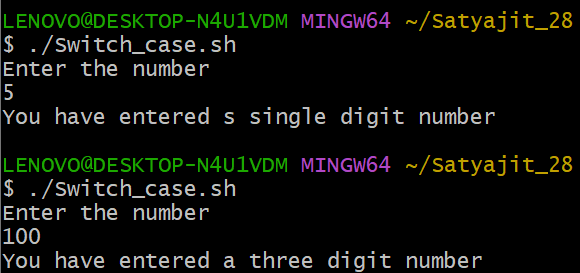 LENOVO@DESKTOP-N4U1VDM MINGW64 ~/Satyajit_28
$ ./Switch_case.sh
Enter the number
5
You have entered s single digit number
LENOVO@DESKTOP-N4U1VDM MINGW64 ~/Satyajit_28
$ ./Switch_case.sh
Enter the number
100
You have entered a three digit number